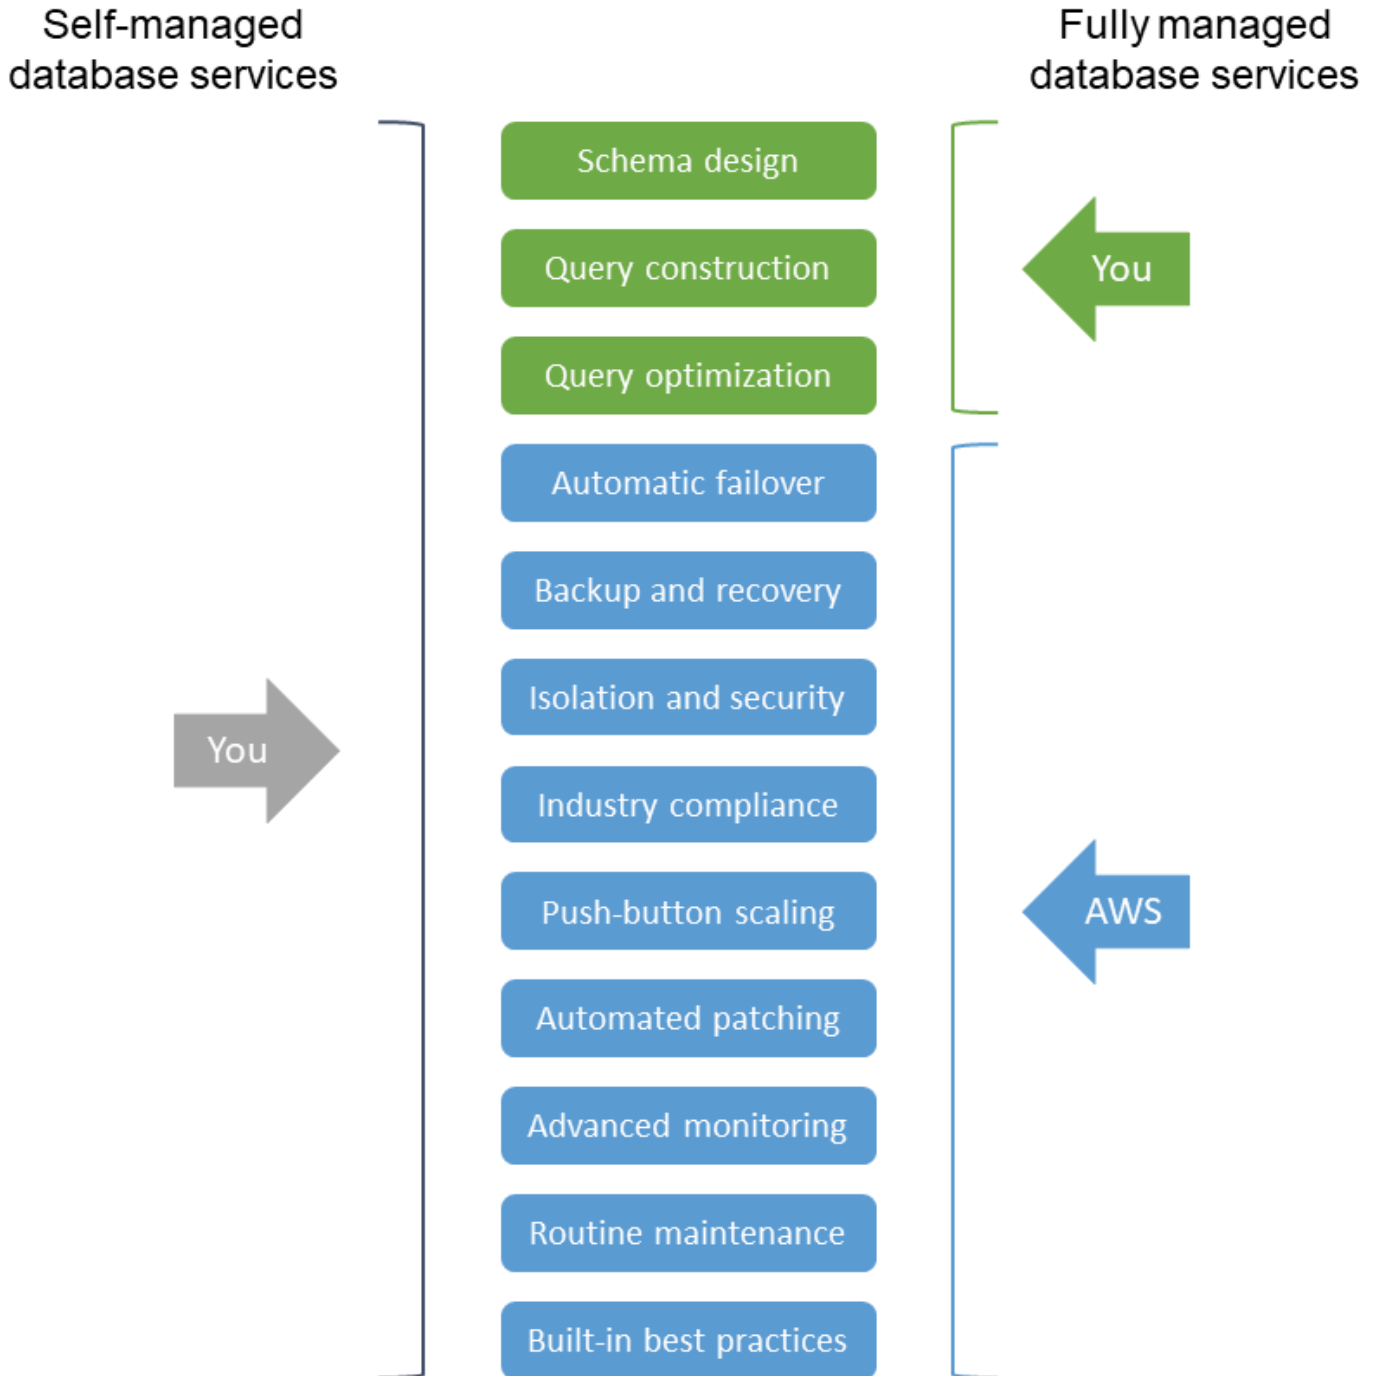 Self-managed
database services
Fully managed
database services
Schema design
Query construction
You
Query optimization
Automatic failover
Backup and recovery
Isolation and security
You
Industry compliance
Push-button scaling
AWS
Automated patching
Advanced monitoring
Routine maintenance
Built-in best practices